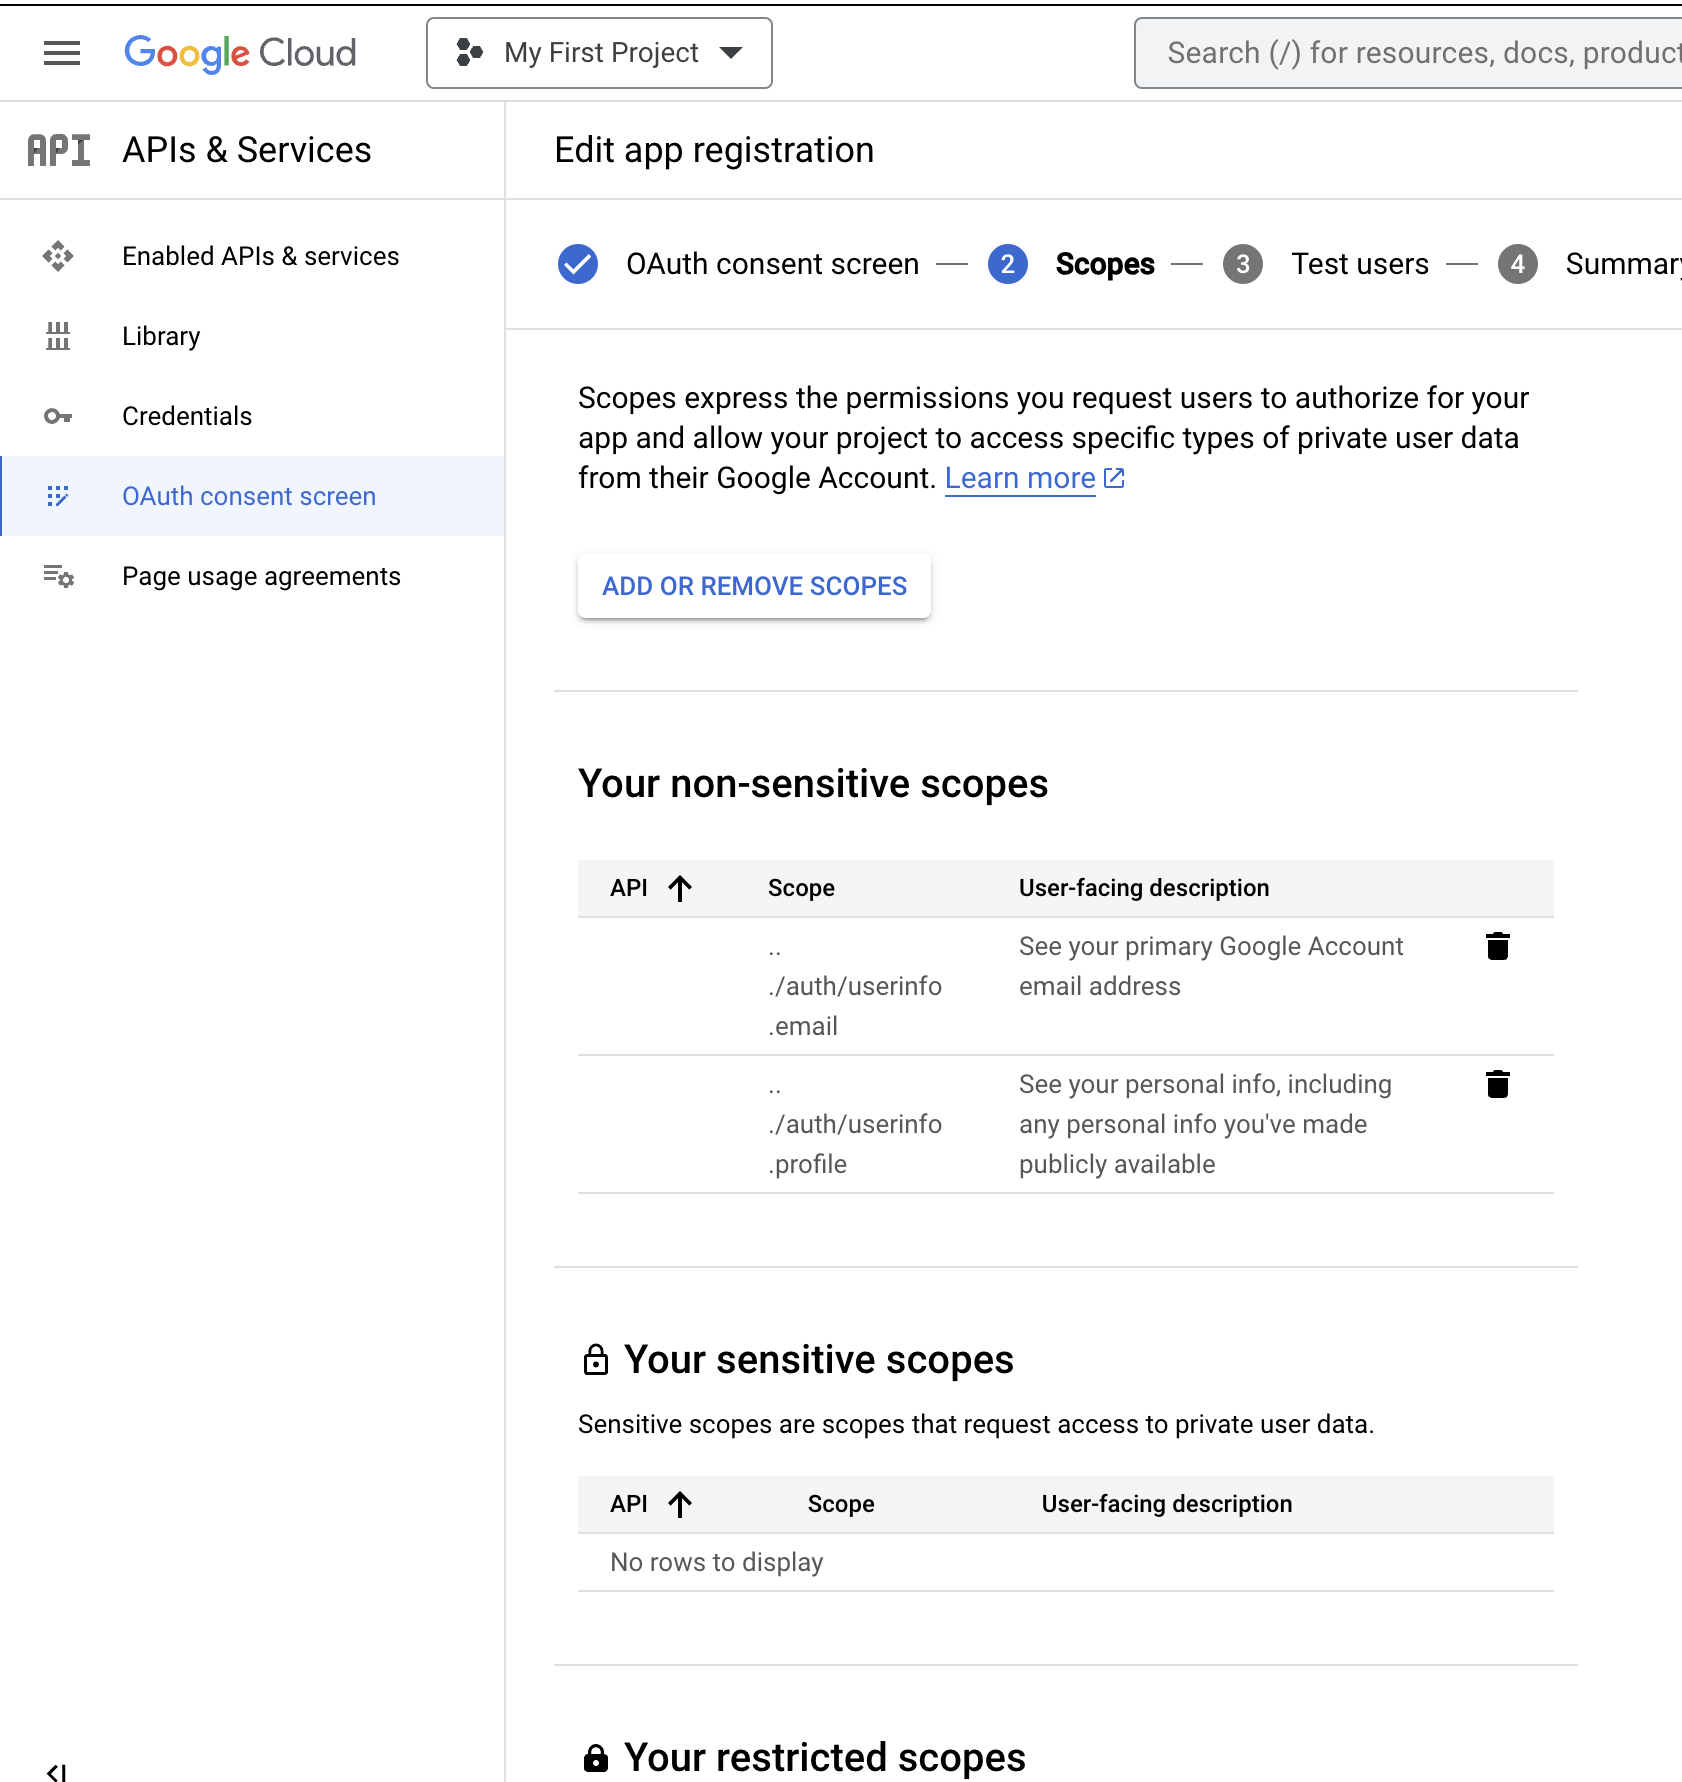 Google Cloud
My First Project
Search (/) for resources, docs, product
API APIs & Services
Edit app registration
Enabled APIs & services
Library
Credentials
OAuth consent screen
Page usage agreements
OAuth consent screen — 2 Scopes — 3 Test users — 4 Summary
Scopes express the permissions you request users to authorize for your
app and allow your project to access specific types of private user data
from their Google Account. Learn more
ADD OR REMOVE SCOPES
Your non-sensitive scopes
API Scope User-facing description
..
./auth/userinfo
.email
See your primary Google Account
email address
..
./auth/userinfo
.profile
See your personal info, including
any personal info you've made
publicly available
Your sensitive scopes
Sensitive scopes are scopes that request access to private user data.
API Scope User-facing description
No rows to display
Your restricted scopes